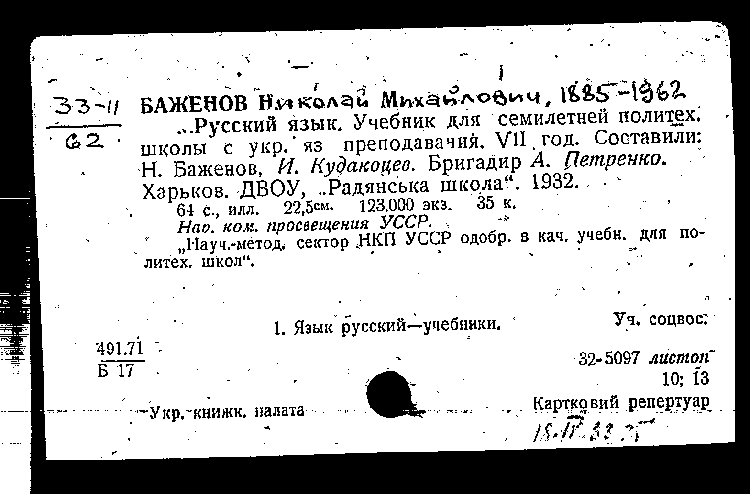 33-11
62
БАЖЕНОВ Николай Михайлович, 1885-1962
„Русский язык. Учебник для семилетней политех.
школы с укр. яз преподавачия. VII год. Составили:
Н. Баженов, И. Кудакоцев. Бригадир А. Петренко.
Харьков. ДВОУ, „Радянська школа“. 1932.
64 с., илл. 22,5см. 123.000 экз. 35 к.
Нар. ком. просвещения УССР.
„Науч.-метод. сектор НКП УССР одобр. в кач. учебн. для по-
литех. школ“.
1. Язык русский—учебники.
Уч. соцвос.
491.71
Б 17
32-5097 листоп
10; 13
Укр. книжк. палата
Картковий репертуар